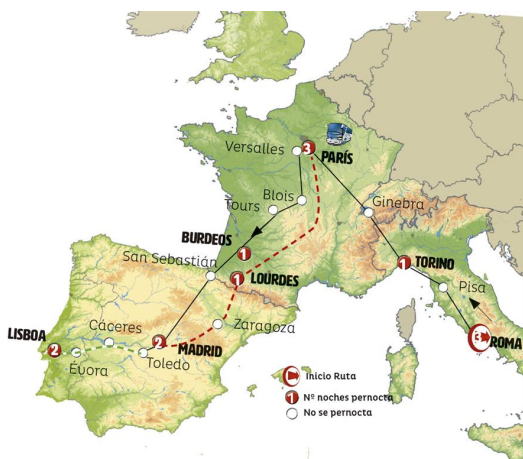 3
Versalles
PARÍS
Blois
Tours
Ginebra
BURDEOS
1
San Sebastián
1
LOURDES
1
TORINO
Pisa
Zaragoza
Cáceres
LISBOA
2
2
MADRID
Toledo
Évora
3
ROMA
Inicio Ruta
1
Nº noches pernocta
No se pernocta